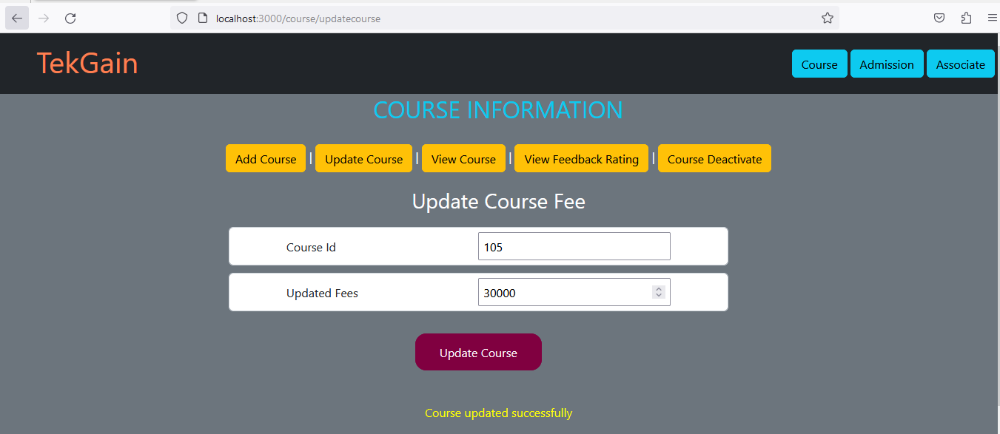 localhost:3000/course/updatecourse
TekGain
Course Admission Associate
COURSE INFORMATION
Add Course | Update Course | View Course | View Feedback Rating | Course Deactivate
Update Course Fee
Course Id 105
Updated Fees 30000
Update Course
Course updated successfully